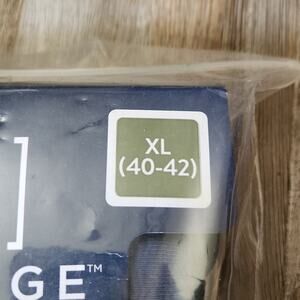 XL
(40-42)
]
GE™